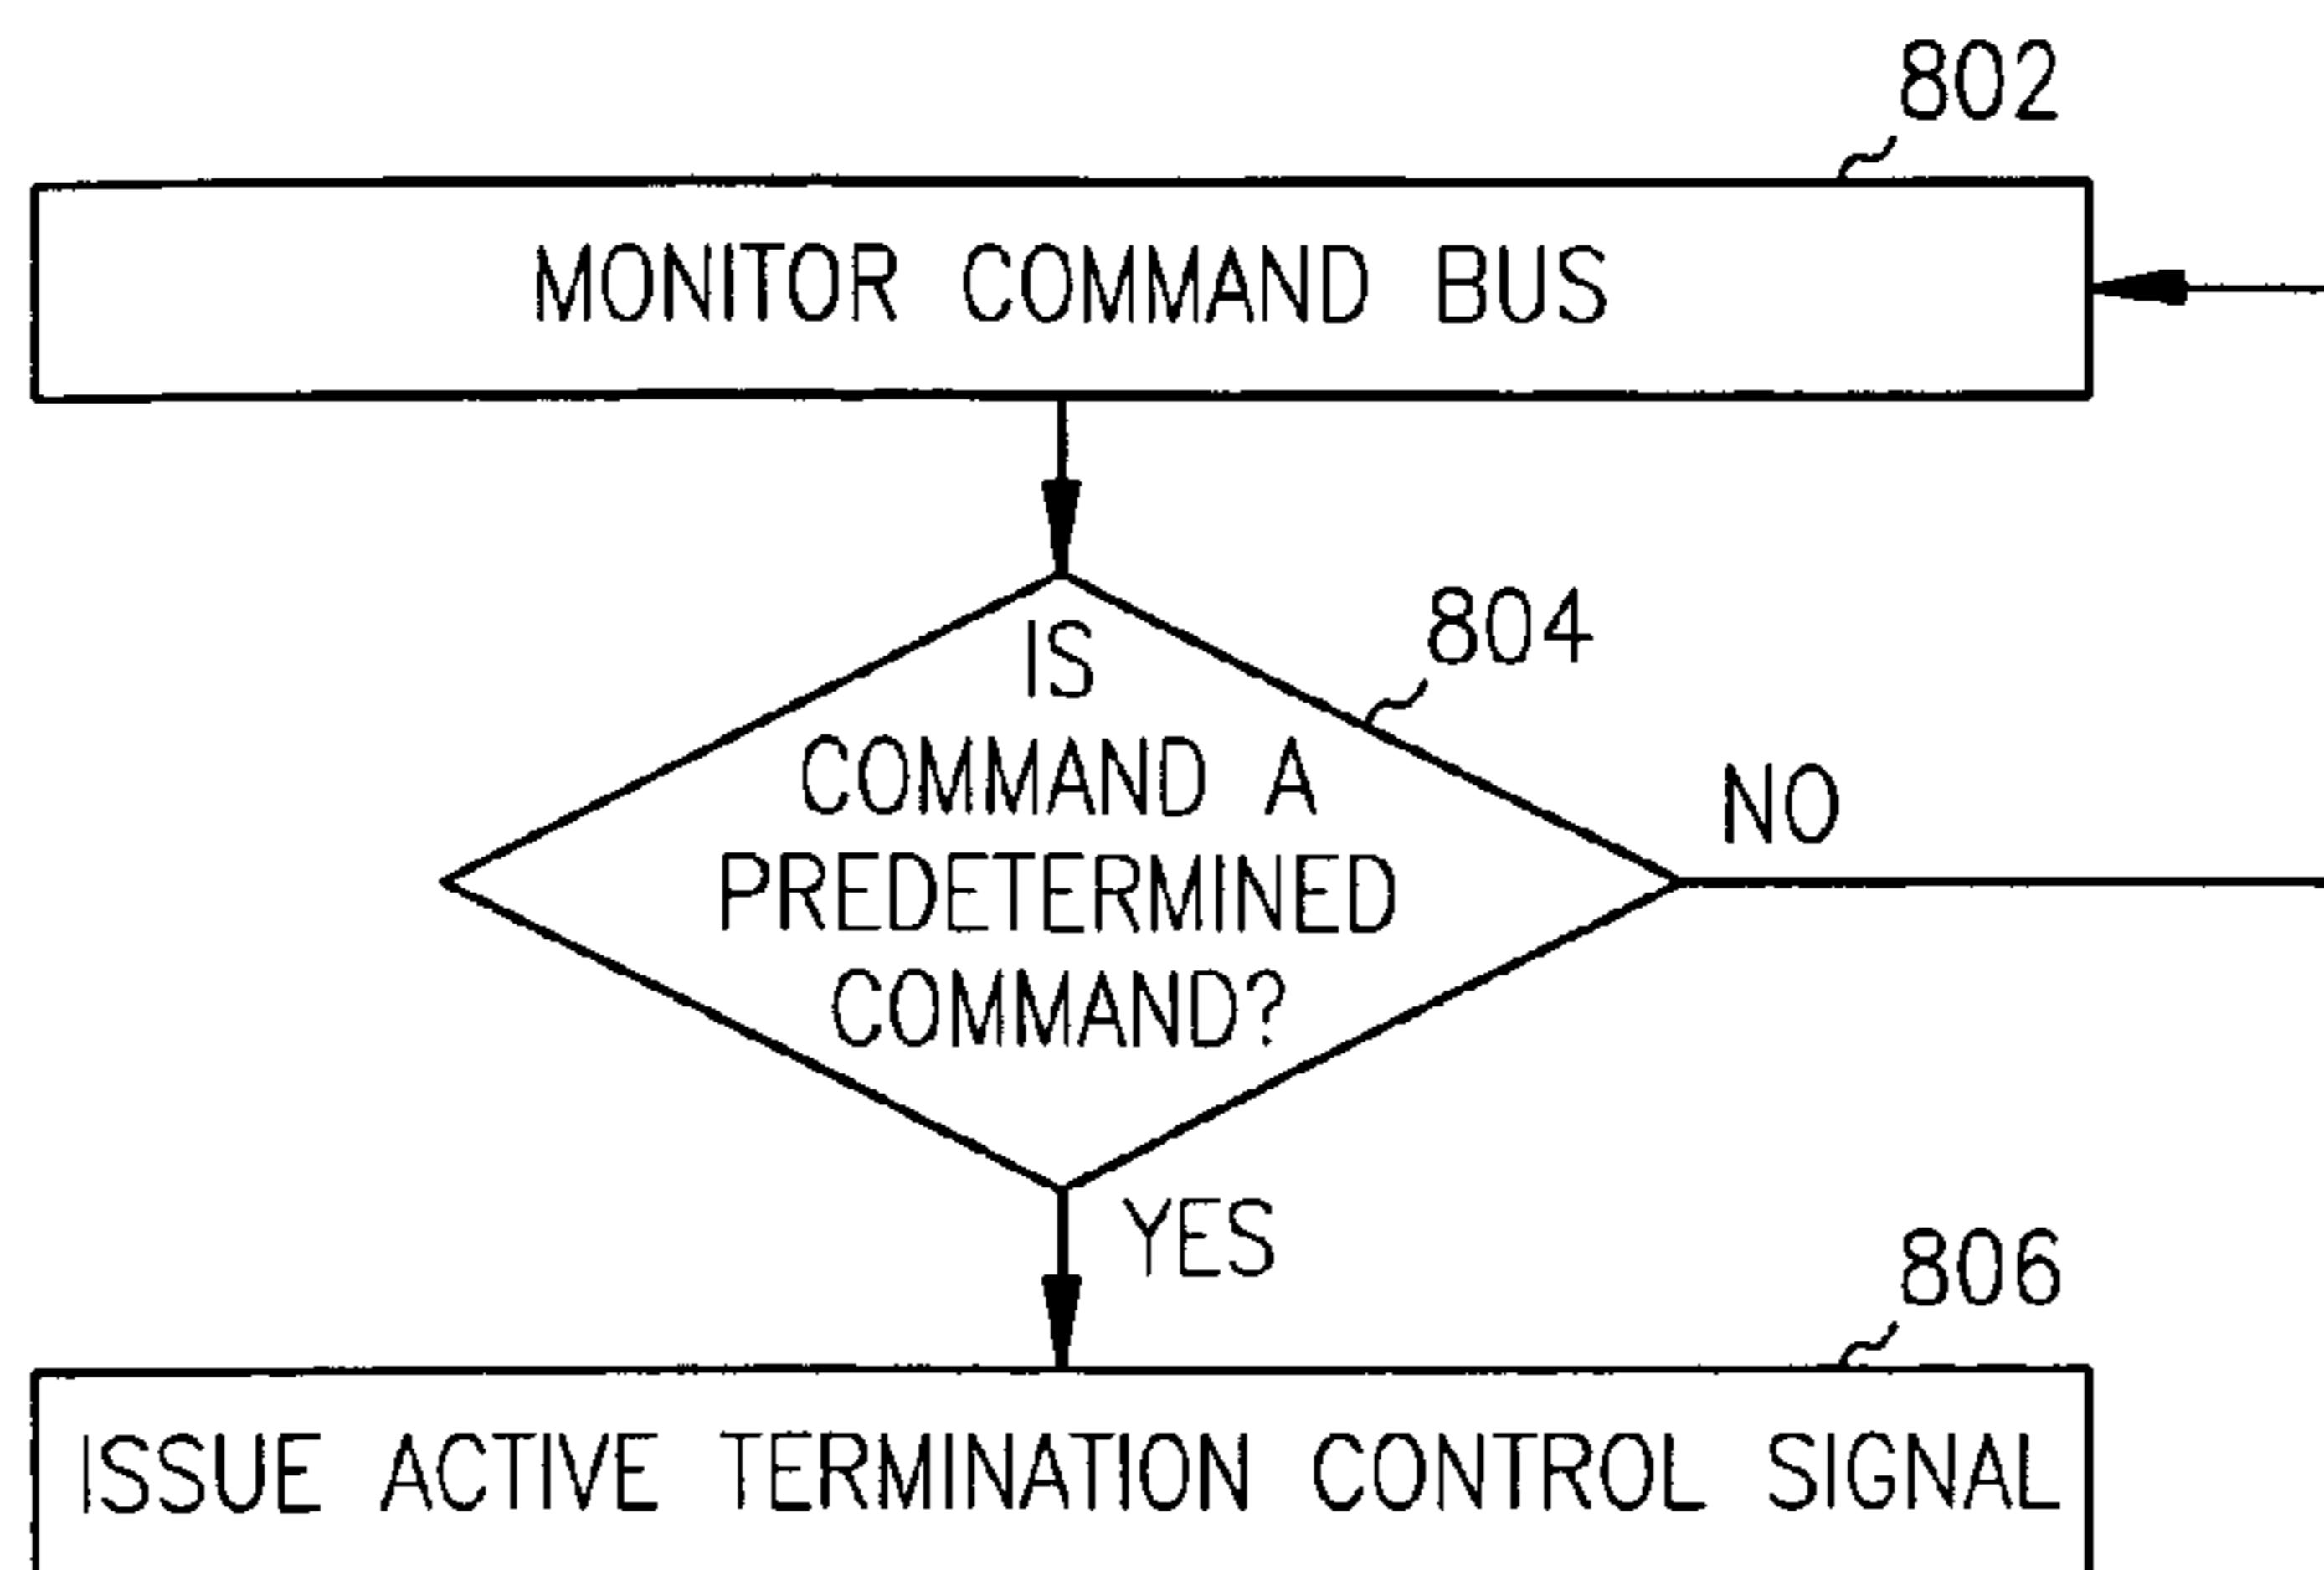 802
MONITOR COMMAND BUS
804
IS
COMMAND A
PREDETERMINED
COMMAND?
NO
YES
806
ISSUE ACTIVE TERMINATION CONTROL SIGNAL